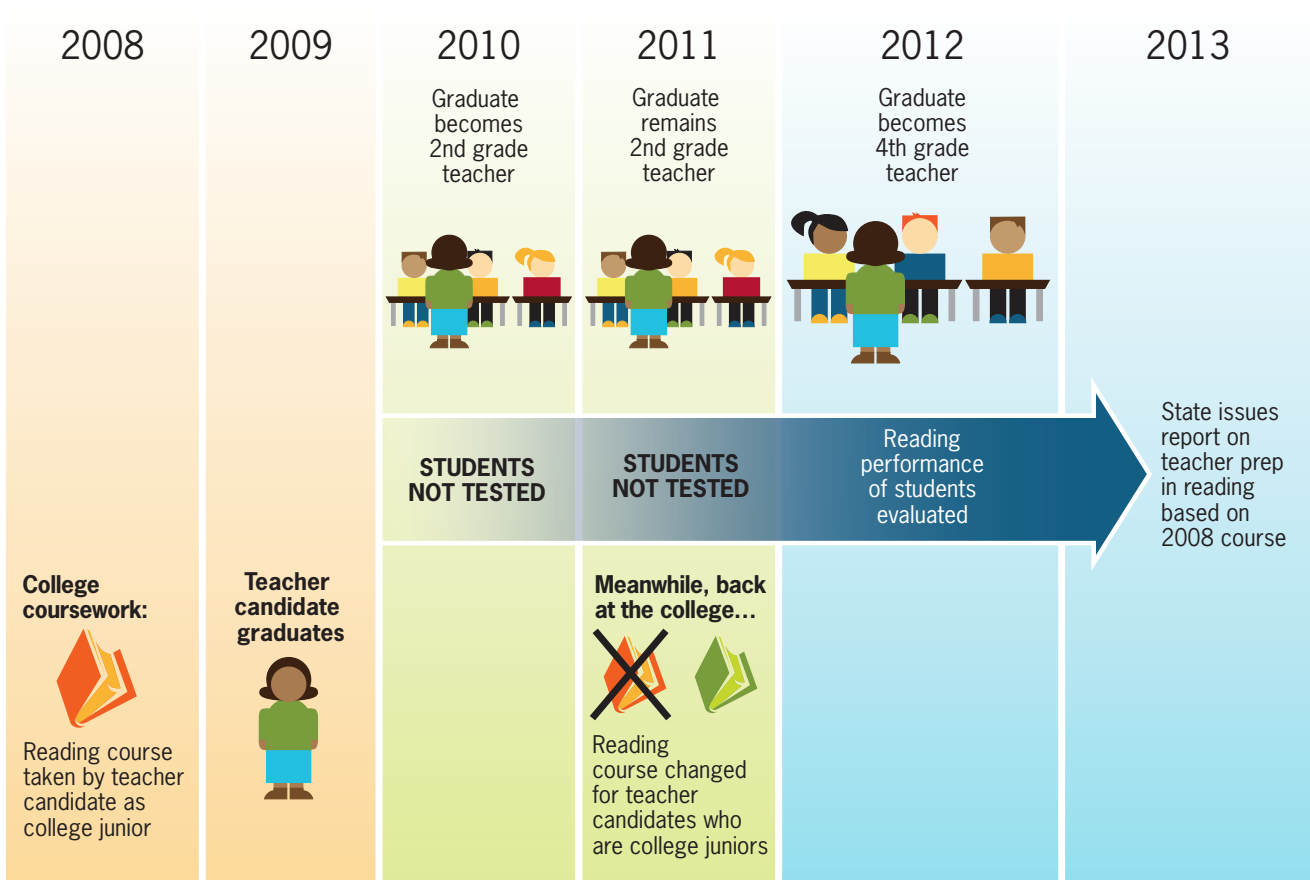 2008
2009
2010
2011
2012
2013
Graduate
becomes
2nd grade
teacher
Graduate
remains
2nd grade
teacher
Graduate
becomes
4th grade
teacher
STUDENTS
NOT TESTED
STUDENTS
NOT TESTED
Reading
performance
of students
evaluated
State issues
report on
teacher prep
in reading
based on
2008 course
College
coursework:
Reading course
taken by teacher
candidate as
college junior
Teacher
candidate
graduates
Meanwhile, back
at the college…
Reading
course changed
for teacher
candidates who
are college juniors